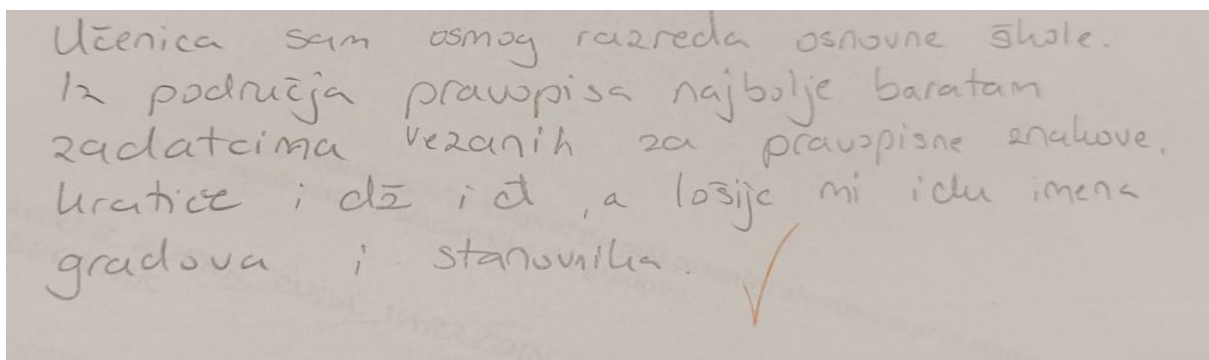 Učenica sam osmog razreda osnovne škole.
Iz područja pravopisa najbolje baratam
zadatcima vezanih za pravopisne znakove,
kratice i dž i đ, a lošije mi idu imena
gradova i stanovnika.